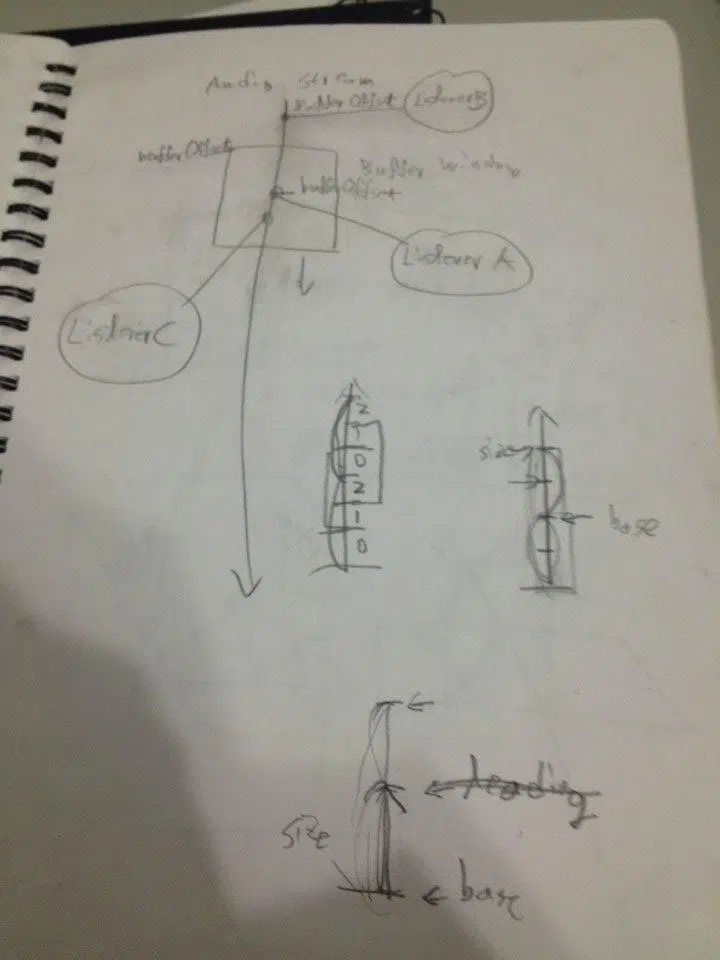 Audio Stream
bufferOffset
ListenerB
bufferOffset
Buffer window
bufferOffset
Listener A
ListenerC
2
1
0
2
1
0
size
base
leading
size
base